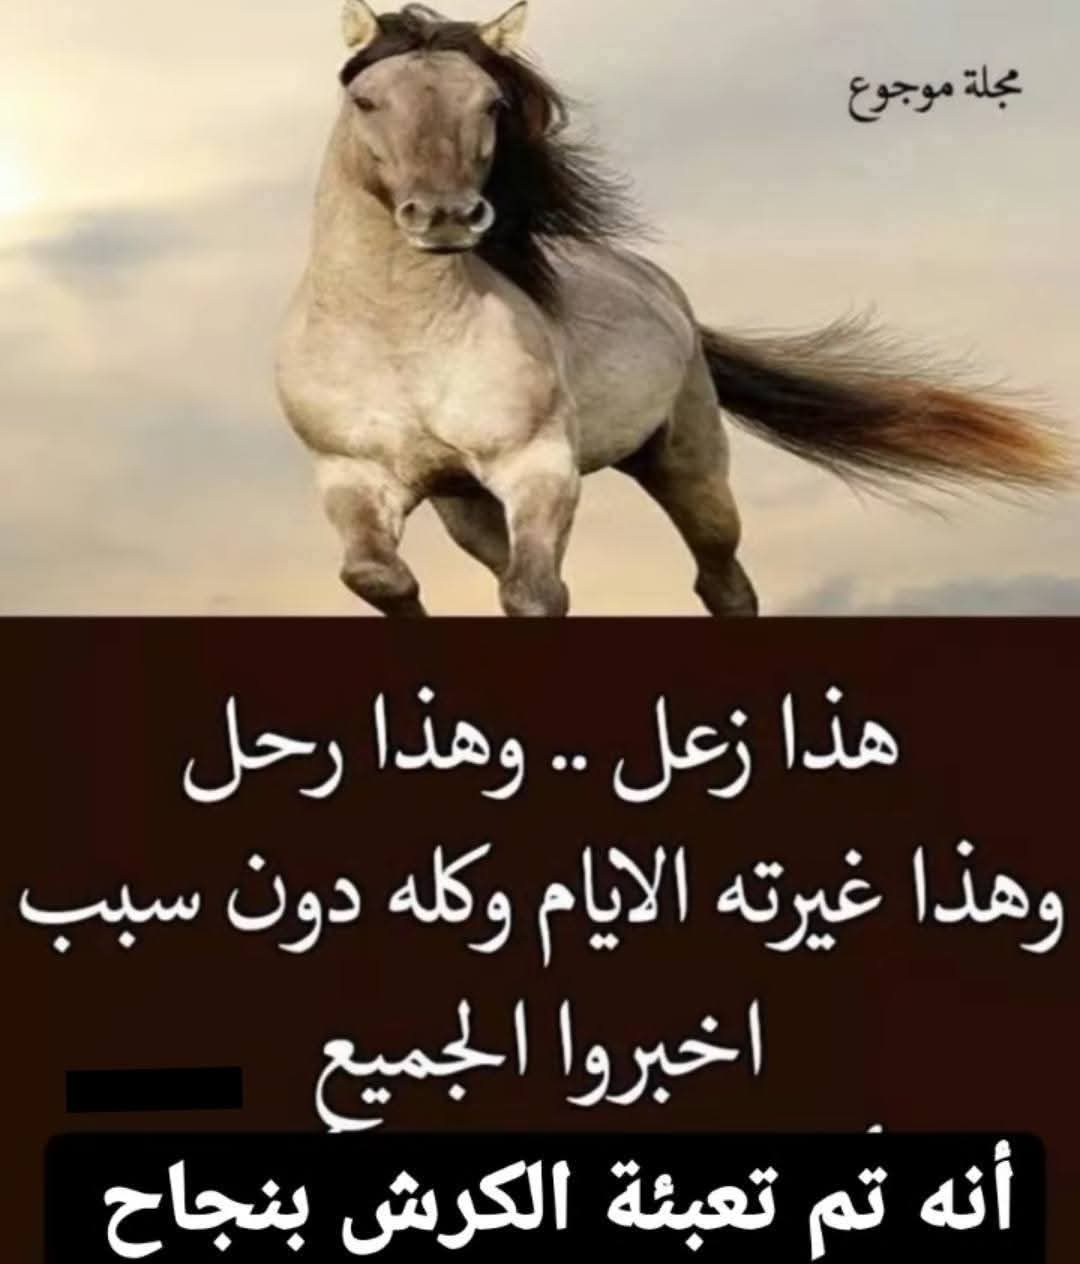 مجلة موجوع
هذا زعل .. وهذا رحل
وهذا غيرته الايام وكله دون سبب
اخبروا الجميع
أنه تم تعبئة الكرش بنجاح